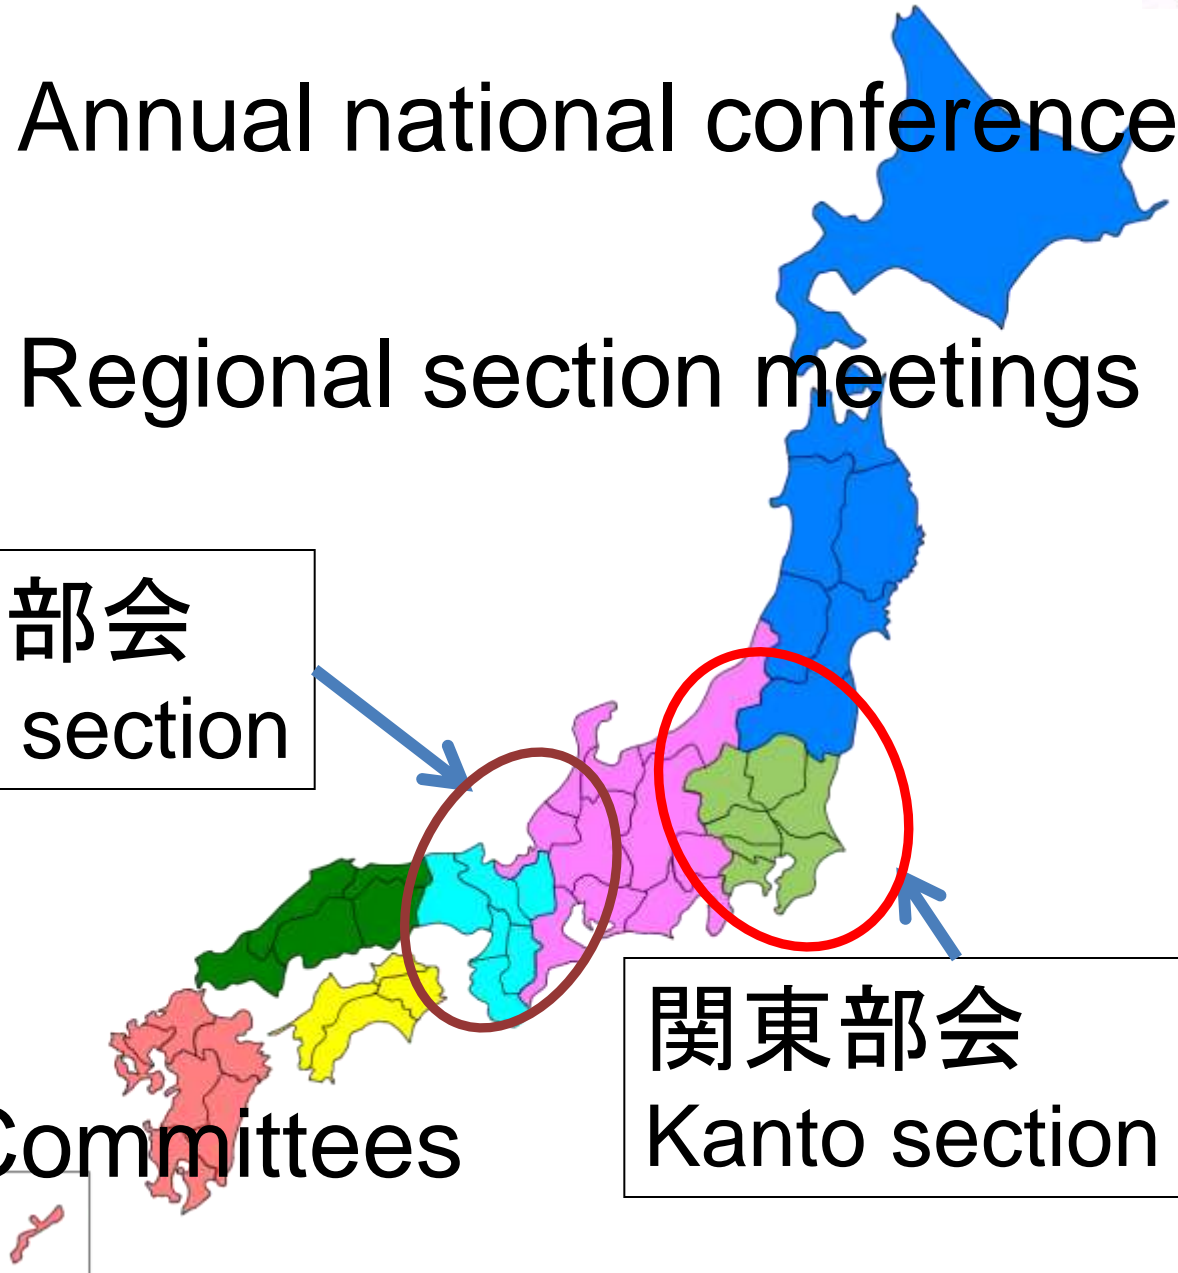 Annual national conference
Regional section meetings
部会
section
関東部会
Kanto section
Committees